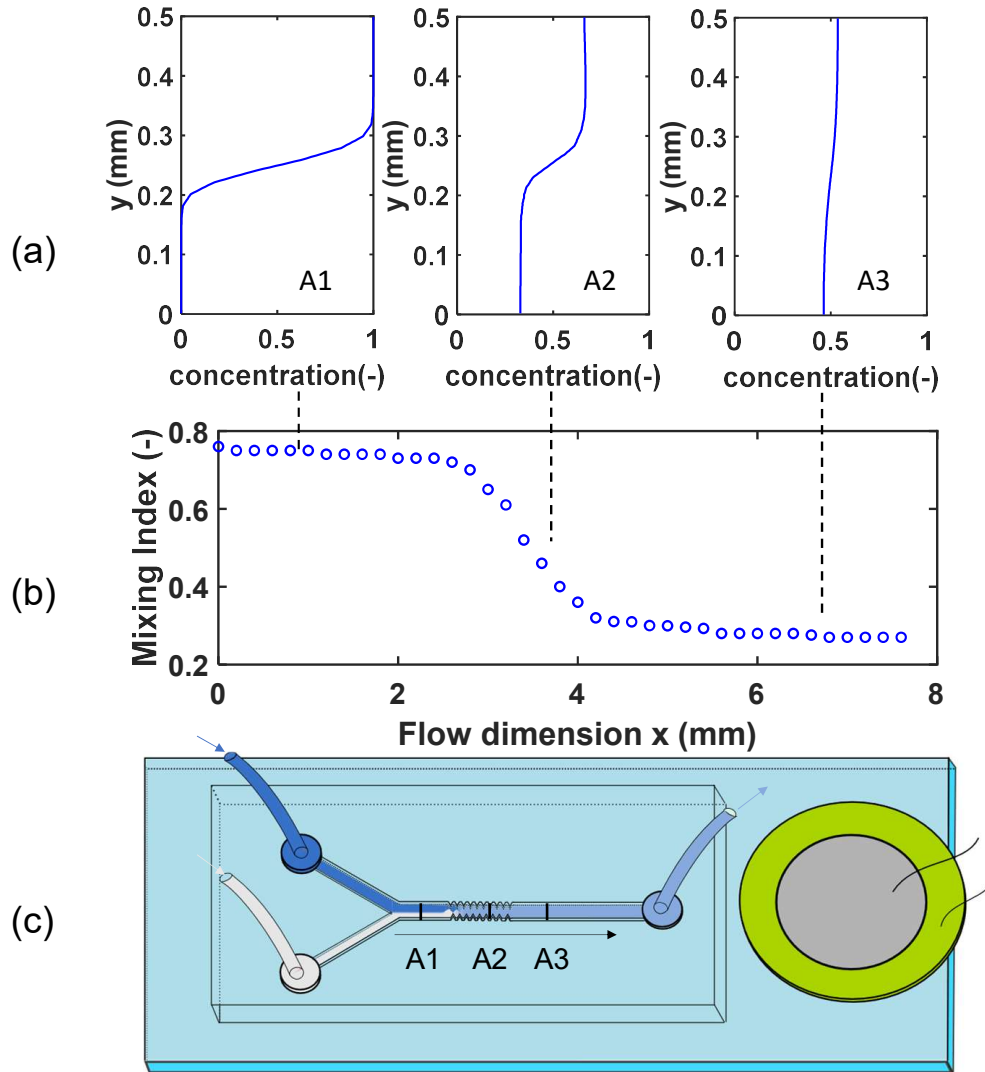 (a)
y (mm)
0.5
0.4
0.3
0.2
0.1
0
A1
0 0.5 1
concentration(-)
y (mm)
0.5
0.4
0.3
0.2
0.1
0
A2
0 0.5 1
concentration(-)
y (mm)
0.5
0.4
0.3
0.2
0.1
0
A3
0 0.5 1
concentration(-)
(b)
Mixing Index (-)
0.8
0.6
0.4
0.2
0 2 4 6 8
Flow dimension x (mm)
(c)
A1 A2 A3